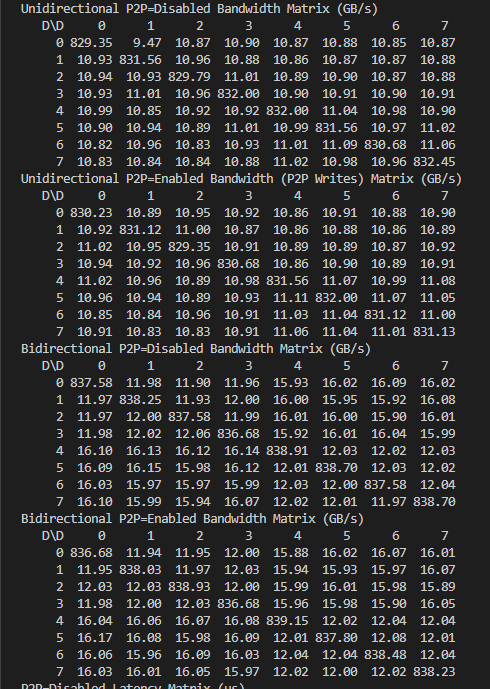 Unidirectional P2P=Disabled Bandwidth Matrix (GB/s)
D\D 0 1 2 3 4 5 6 7
0 829.35 9.47 10.87 10.90 10.87 10.88 10.85 10.87
1 10.93 831.56 10.96 10.88 10.86 10.87 10.87 10.88
2 10.94 10.93 829.79 11.01 10.89 10.90 10.87 10.88
3 10.93 11.01 10.96 832.00 10.90 10.91 10.90 10.91
4 10.99 10.85 10.92 10.92 832.00 11.04 10.98 10.90
5 10.90 10.94 10.89 11.01 10.99 831.56 10.97 11.02
6 10.82 10.96 10.83 10.93 11.01 11.09 830.68 11.06
7 10.83 10.84 10.84 10.88 11.02 10.98 10.96 832.45
Unidirectional P2P=Enabled Bandwidth (P2P Writes) Matrix (GB/s)
D\D 0 1 2 3 4 5 6 7
0 830.23 10.89 10.95 10.92 10.86 10.91 10.88 10.90
1 10.92 831.12 11.00 10.87 10.86 10.88 10.86 10.89
2 11.02 10.95 829.35 10.91 10.89 10.89 10.87 10.92
3 10.94 10.92 10.96 830.68 10.86 10.90 10.89 10.91
4 11.02 10.96 10.89 10.98 831.56 11.07 10.99 11.08
5 10.96 10.94 10.89 10.93 11.11 832.00 11.07 11.05
6 10.85 10.84 10.96 10.91 11.03 11.04 831.12 11.00
7 10.91 10.83 10.83 10.91 11.06 11.04 11.01 831.13
Bidirectional P2P=Disabled Bandwidth Matrix (GB/s)
D\D 0 1 2 3 4 5 6 7
0 837.58 11.98 11.90 11.96 15.93 16.02 16.09 16.02
1 11.97 838.25 11.93 12.00 16.00 15.95 15.92 16.08
2 11.97 12.00 837.58 11.99 16.01 16.00 15.90 16.01
3 11.98 12.02 12.06 836.68 15.92 16.01 16.04 15.99
4 16.10 16.13 16.12 16.14 838.91 12.03 12.02 12.03
5 16.09 16.15 15.98 16.12 12.01 838.70 12.03 12.02
6 16.03 15.97 15.97 15.99 12.03 12.00 837.58 12.04
7 16.10 15.99 15.94 16.07 12.02 12.01 11.97 838.70
Bidirectional P2P=Enabled Bandwidth Matrix (GB/s)
D\D 0 1 2 3 4 5 6 7
0 836.68 11.94 11.95 12.00 15.88 16.02 16.07 16.01
1 11.95 838.03 11.97 12.03 15.94 15.93 15.97 16.07
2 12.03 12.03 838.93 12.00 15.99 16.01 15.98 15.89
3 11.98 12.00 12.03 836.68 15.96 15.98 15.90 16.05
4 16.04 16.06 16.07 16.08 839.15 12.02 12.04 12.04
5 16.17 16.08 15.98 16.09 12.01 837.80 12.08 12.01
6 16.06 15.96 16.09 16.03 12.04 12.04 838.48 12.04
7 16.03 16.01 16.05 15.97 12.02 12.00 12.02 838.23
P2P=Disabled Latency Matrix (us)